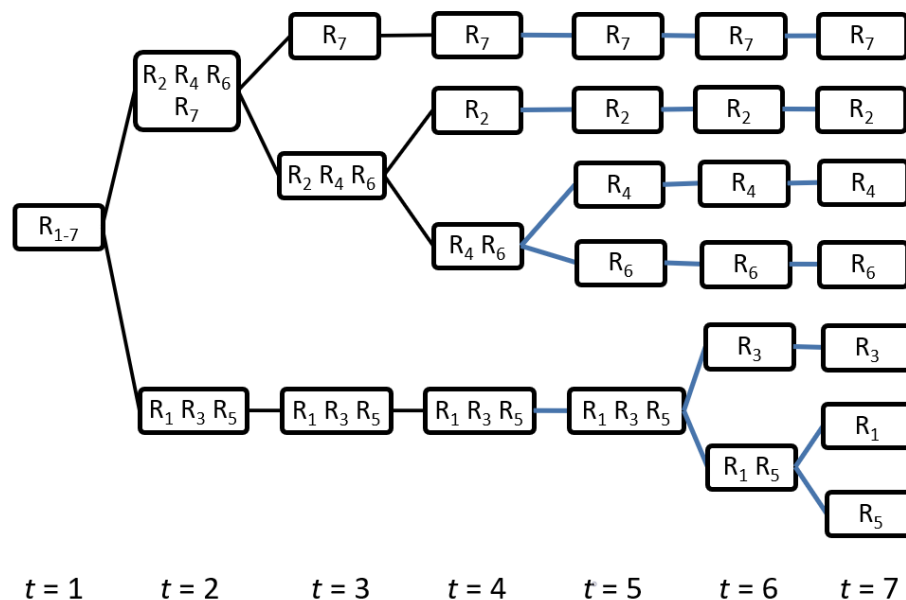 R₇ R₇ R₇ R₇ R₇
R₂ R₄ R₆
R₇
R₂ R₂ R₂ R₂
R₂ R₄ R₆
R₄ R₄ R₄
R₁₋₇
R₄ R₆
R₆ R₆ R₆
R₃ R₃
R₁ R₃ R₅ R₁ R₃ R₅ R₁ R₃ R₅ R₁ R₃ R₅
R₁
R₁ R₅
R₅
t = 1 t = 2 t = 3 t = 4 t = 5 t = 6 t = 7